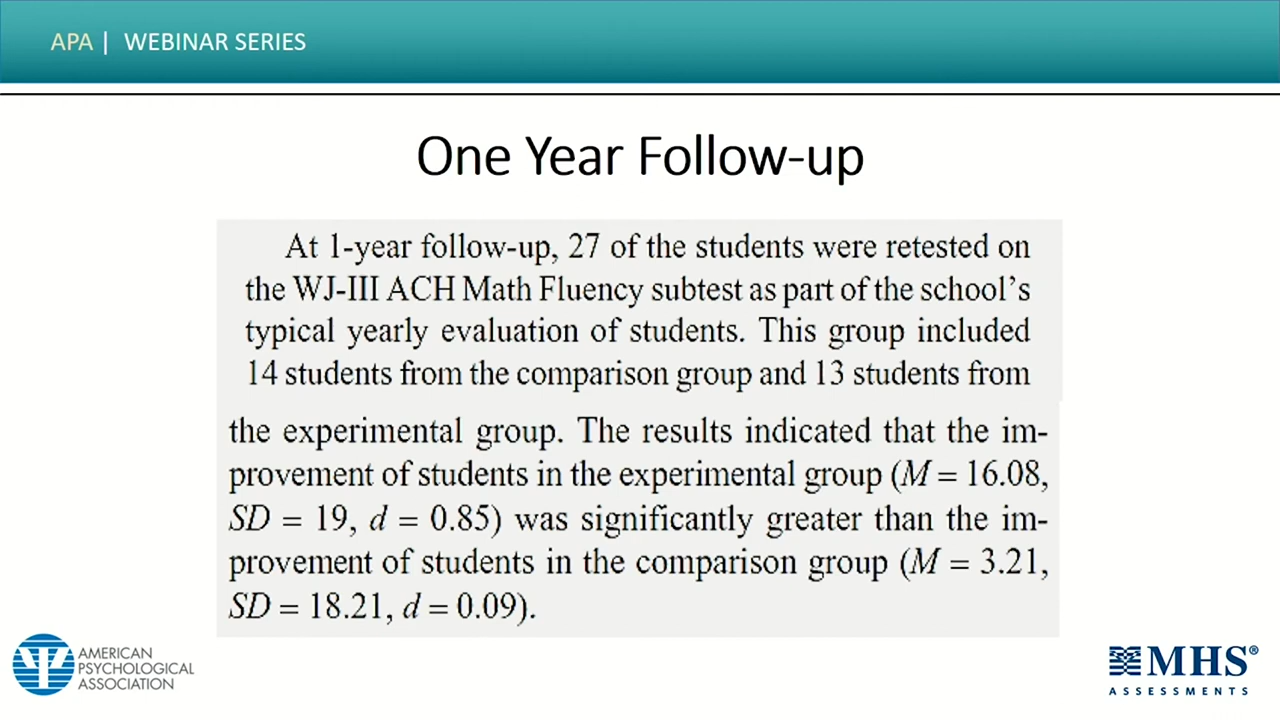 APA | WEBINAR SERIES
One Year Follow-up
At 1-year follow-up, 27 of the students were retested on
the WJ-III ACH Math Fluency subtest as part of the school's
typical yearly evaluation of students. This group included
14 students from the comparison group and 13 students from
the experimental group. The results indicated that the im-
provement of students in the experimental group (M = 16.08,
SD = 19, d = 0.85) was significantly greater than the im-
provement of students in the comparison group (M = 3.21,
SD = 18.21, d = 0.09).
AMERICAN
PSYCHOLOGICAL
ASSOCIATION
MHS®
ASSESSMENTS